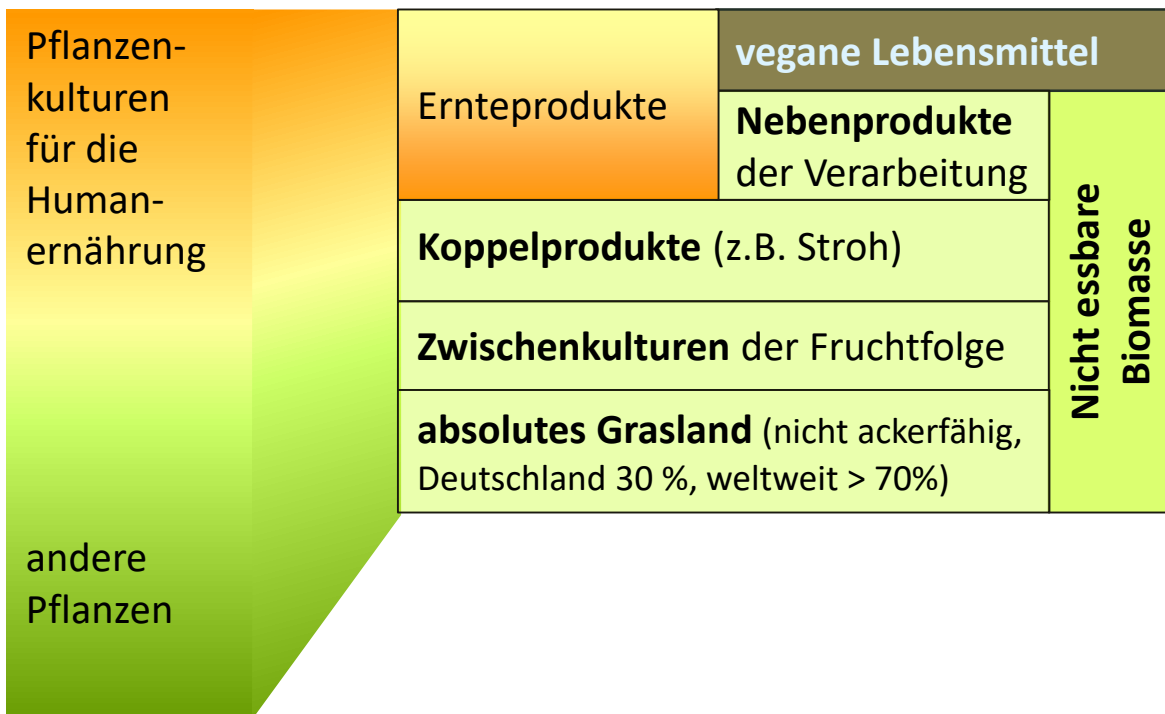 Pflanzen-
kulturen
für die
Human-
ernährung
andere
Pflanzen
Ernteprodukte
vegane Lebensmittel
Nebenprodukte
der Verarbeitung
Koppelprodukte (z.B. Stroh)
Zwischenkulturen der Fruchtfolge
absolutes Grasland (nicht ackerfähig,
Deutschland 30 %, weltweit > 70%)
Nicht essbare
Biomasse